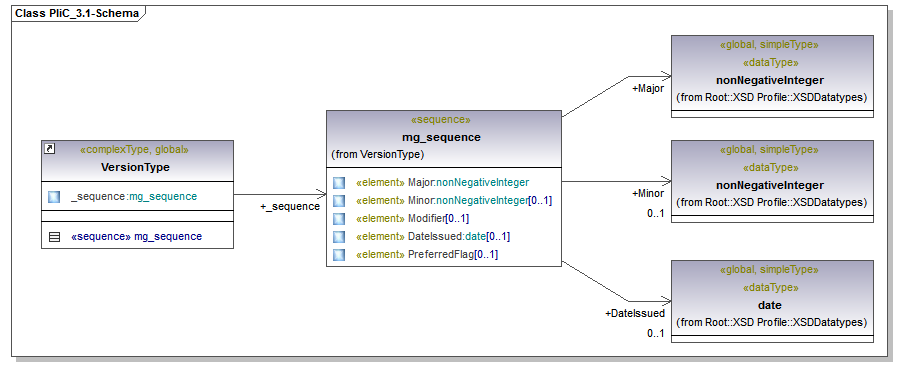 Class PliC_3.1-Schema
«complexType, global»
VersionType
_sequence:mg_sequence
«sequence» mg_sequence
+_sequence
«sequence»
mg_sequence
(from VersionType)
«element» Major:nonNegativeInteger
«element» Minor:nonNegativeInteger[0..1]
«element» Modifier[0..1]
«element» DateIssued:date[0..1]
«element» PreferredFlag[0..1]
+Major
«global, simpleType»
«dataType»
nonNegativeInteger
(from Root::XSD Profile::XSDDatatypes)
+Minor
0..1
«global, simpleType»
«dataType»
nonNegativeInteger
(from Root::XSD Profile::XSDDatatypes)
+DateIssued
0..1
«global, simpleType»
«dataType»
date
(from Root::XSD Profile::XSDDatatypes)